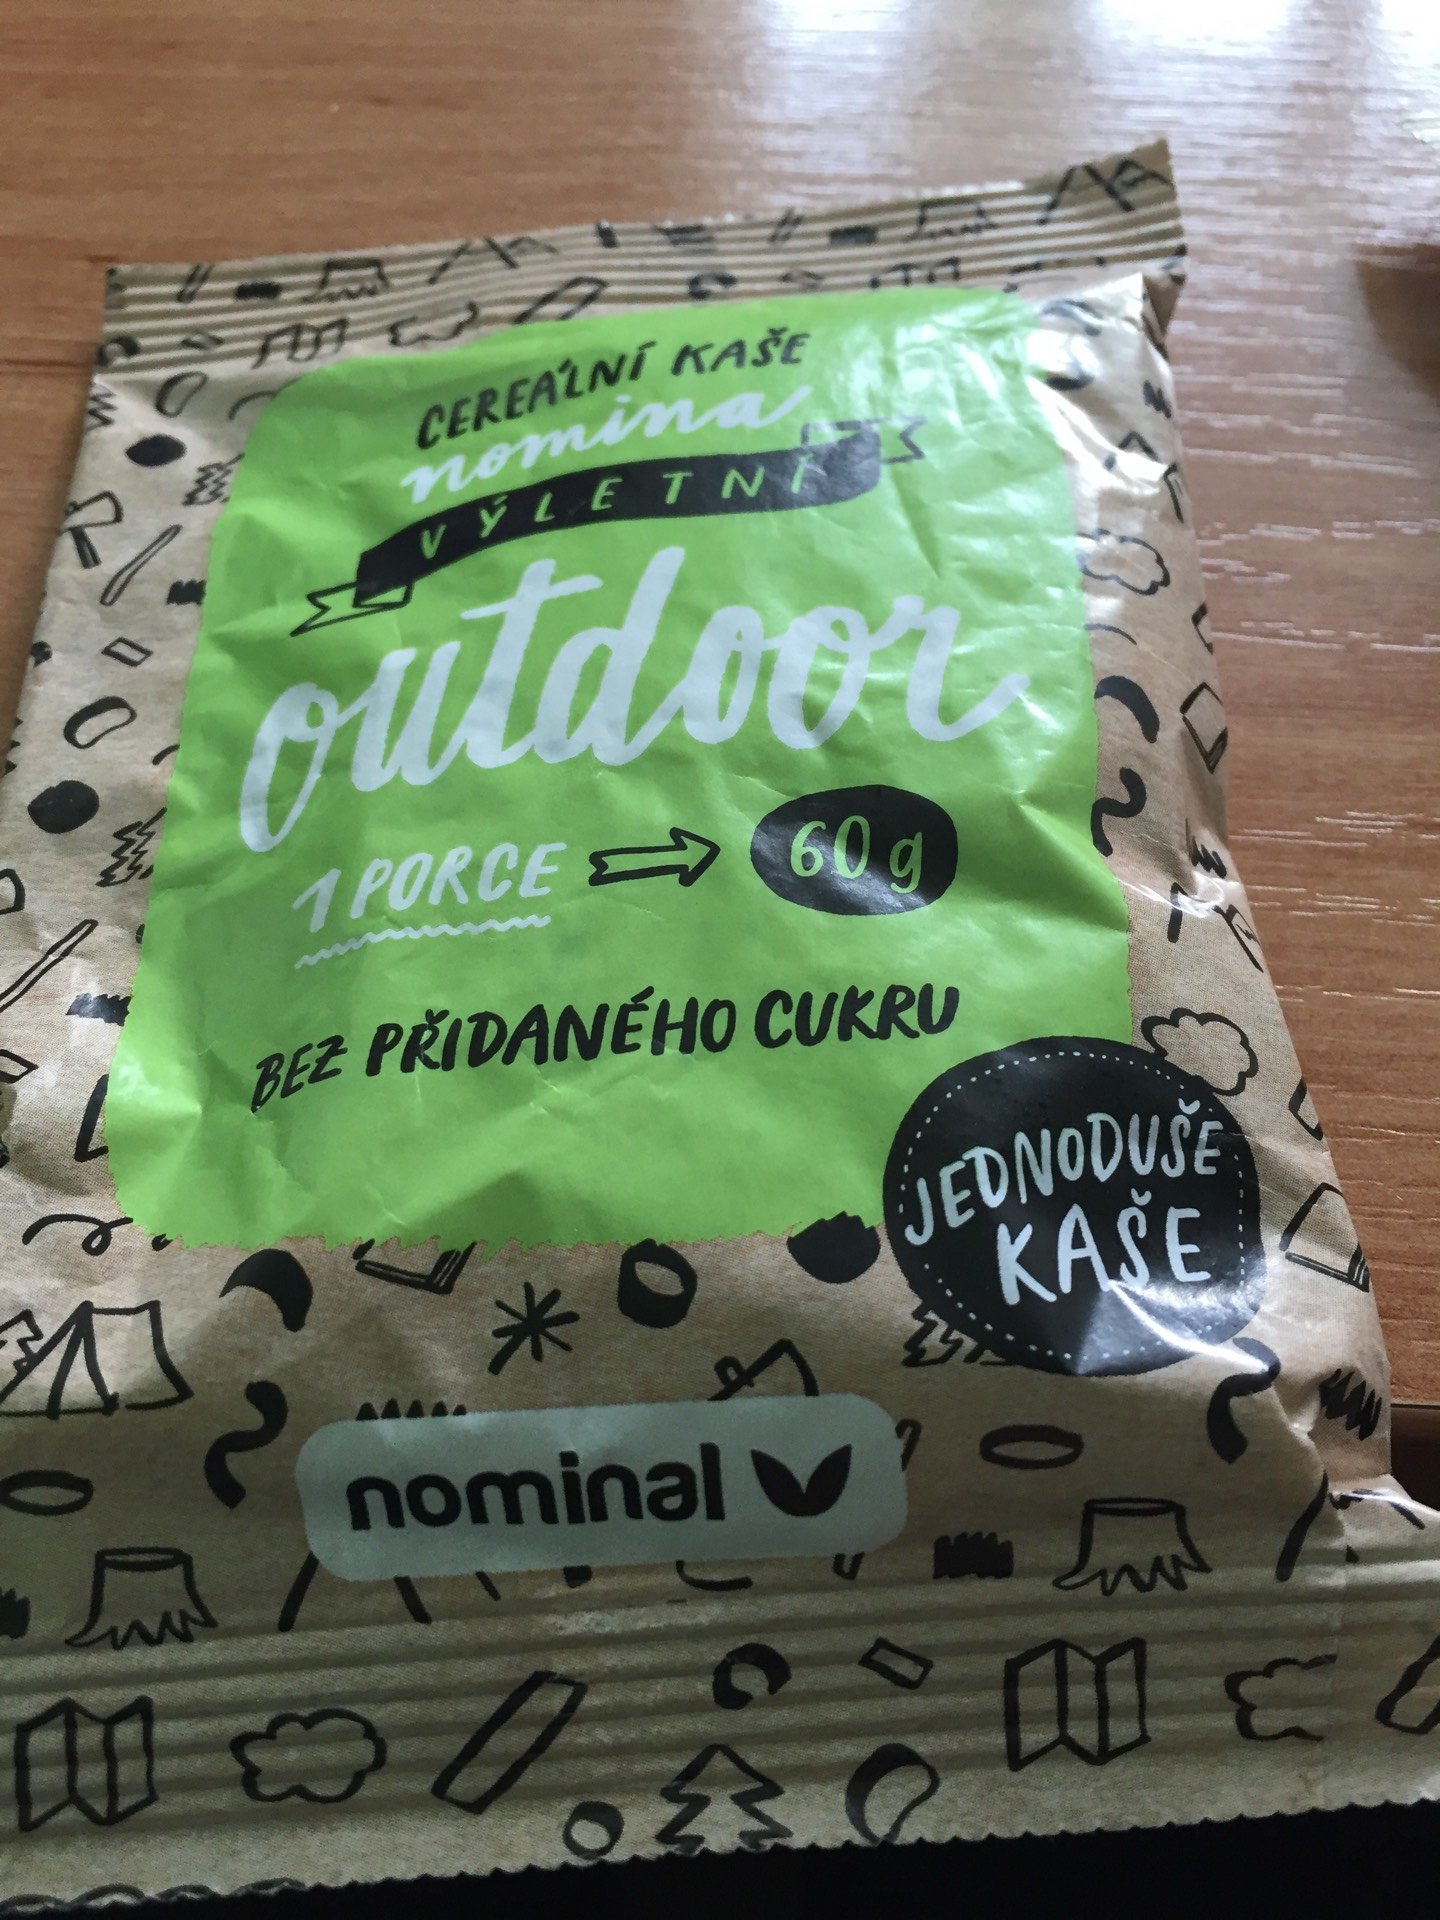 CEREÁLNÍ KAŠE
nomina
VÝLETNÍ
outdoor
1 PORCE
60 g
BEZ PŘIDANÉHO CUKRU
JEDNODUŠE
KAŠE
nominal